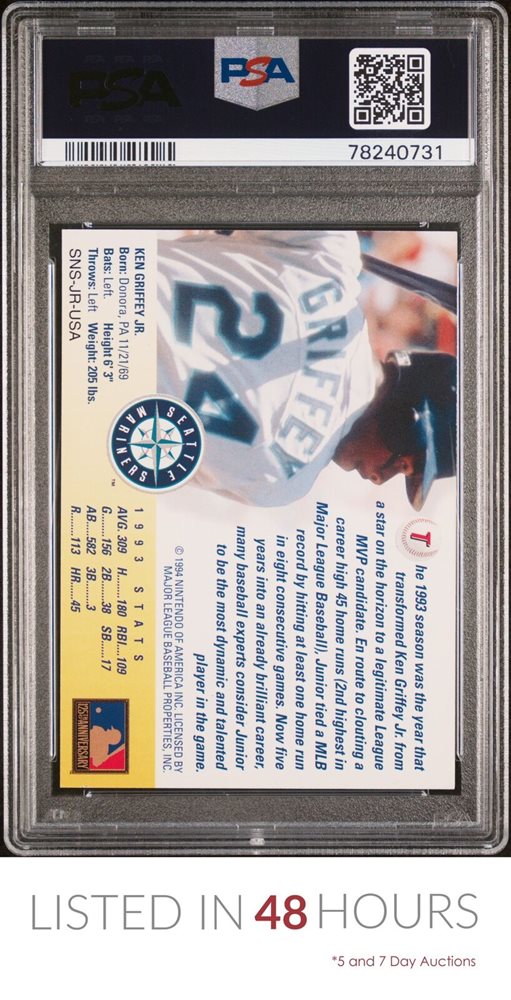 PSA
PSA
78240731
KEN GRIFFEY JR.
Born: Donora, PA 11/21/69
Bats: Left Height 6' 3"
Throws: Left Weight: 205 lbs.
SNS-JR-USA
GRIFFEY
24
SEATTLE
MARINERS
™
The 1993 season was the year that
transformed Ken Griffey Jr. from
a star on the horizon to a legitimate League
MVP candidate. En route to clouting a
career high 45 home runs (2nd highest in
Major League Baseball), Junior tied a MLB
record by hitting at least one home run
in eight consecutive games. Now five
years into an already brilliant career,
many baseball experts consider Junior
to be the most dynamic and talented
player in the game.
© 1994 NINTENDO OF AMERICA INC. LICENSED BY
MAJOR LEAGUE BASEBALL PROPERTIES, INC.
1993 STATS
AVG. 309 H......180 RBI....109
G.......156 2B.....38 SB......17
AB....582 3B......3
R......113 HR.....45
125TH ANNIVERSARY
LISTED IN 48 HOURS
*5 and 7 Day Auctions